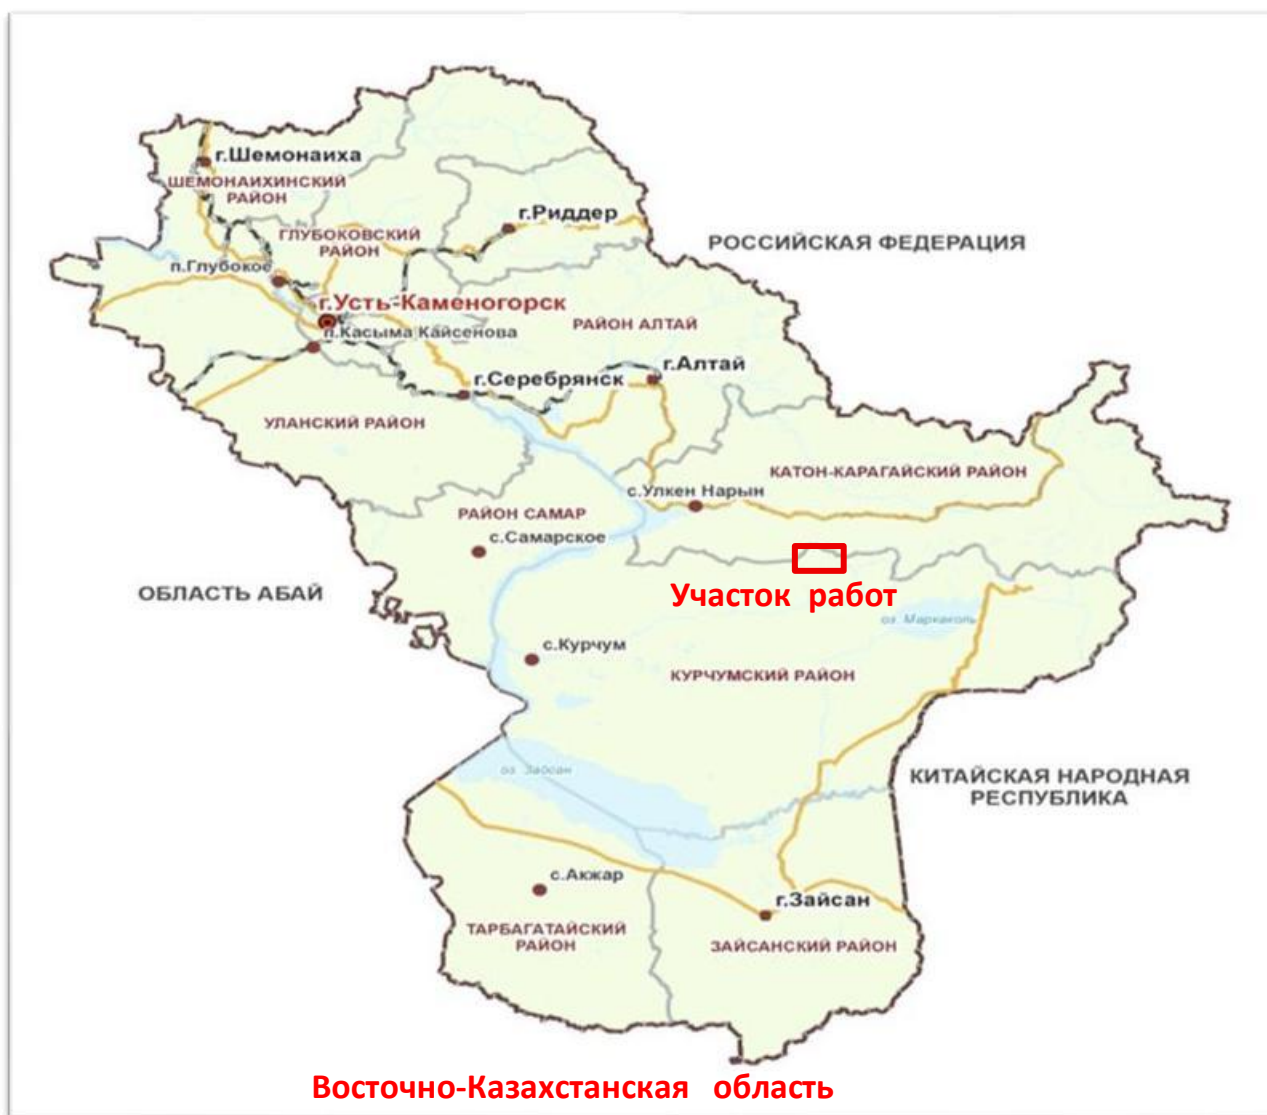 г.Шемонаиха
ШЕМОНАИХИНСКИЙ
РАЙОН
г.Риддер
ГЛУБОКОВСКИЙ
РАЙОН
РОССИЙСКАЯ ФЕДЕРАЦИЯ
п.Глубокое
г.Усть-Каменогорск
п.Касыма Кайсенова
РАЙОН АЛТАЙ
г.Алтай
г.Серебрянск
УЛАНСКИЙ РАЙОН
КАТОН-КАРАГАЙСКИЙ РАЙОН
с.Улкен Нарын
РАЙОН САМАР
с.Самарское
ОБЛАСТЬ АБАЙ
Участок работ
оз. Маркаколь
с.Курчум
КУРЧУМСКИЙ РАЙОН
оз. Зайсан
КИТАЙСКАЯ НАРОДНАЯ
РЕСПУБЛИКА
с.Акжар
г.Зайсан
ТАРБАГАТАЙСКИЙ
РАЙОН
ЗАЙСАНСКИЙ РАЙОН
Восточно-Казахстанская область